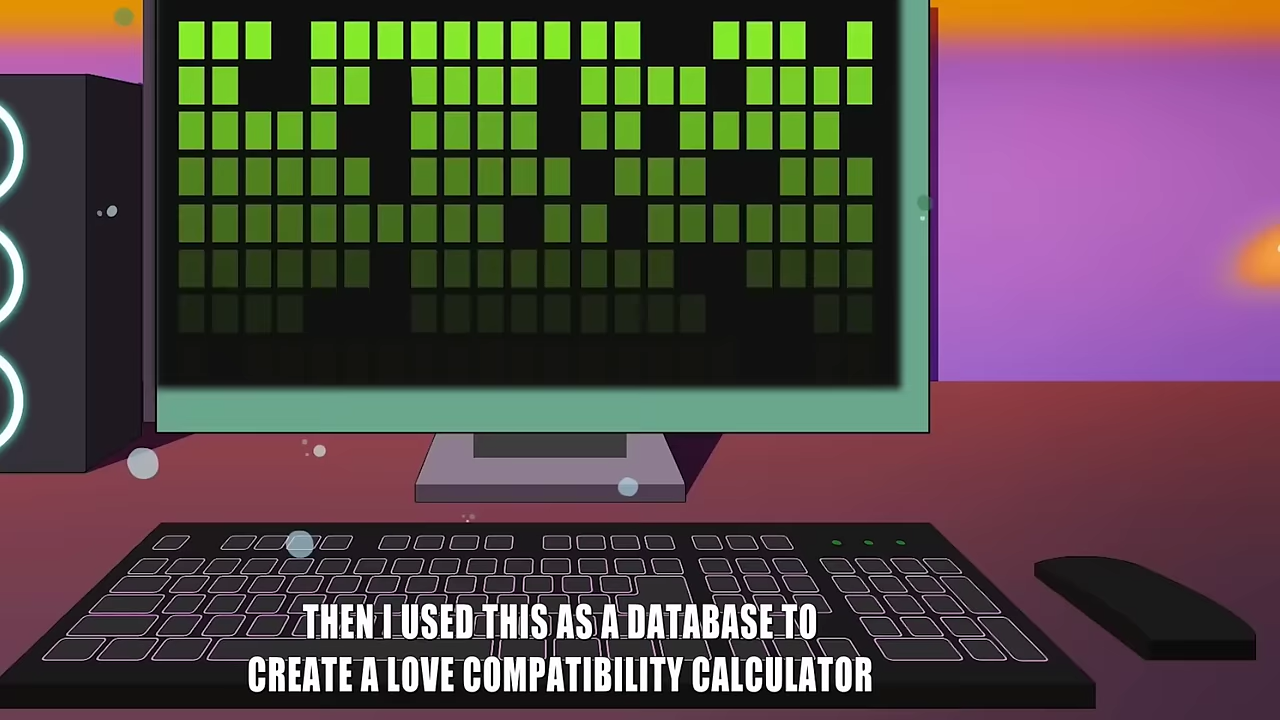 THEN I USED THIS AS A DATABASE TO
CREATE A LOVE COMPATIBILITY CALCULATOR